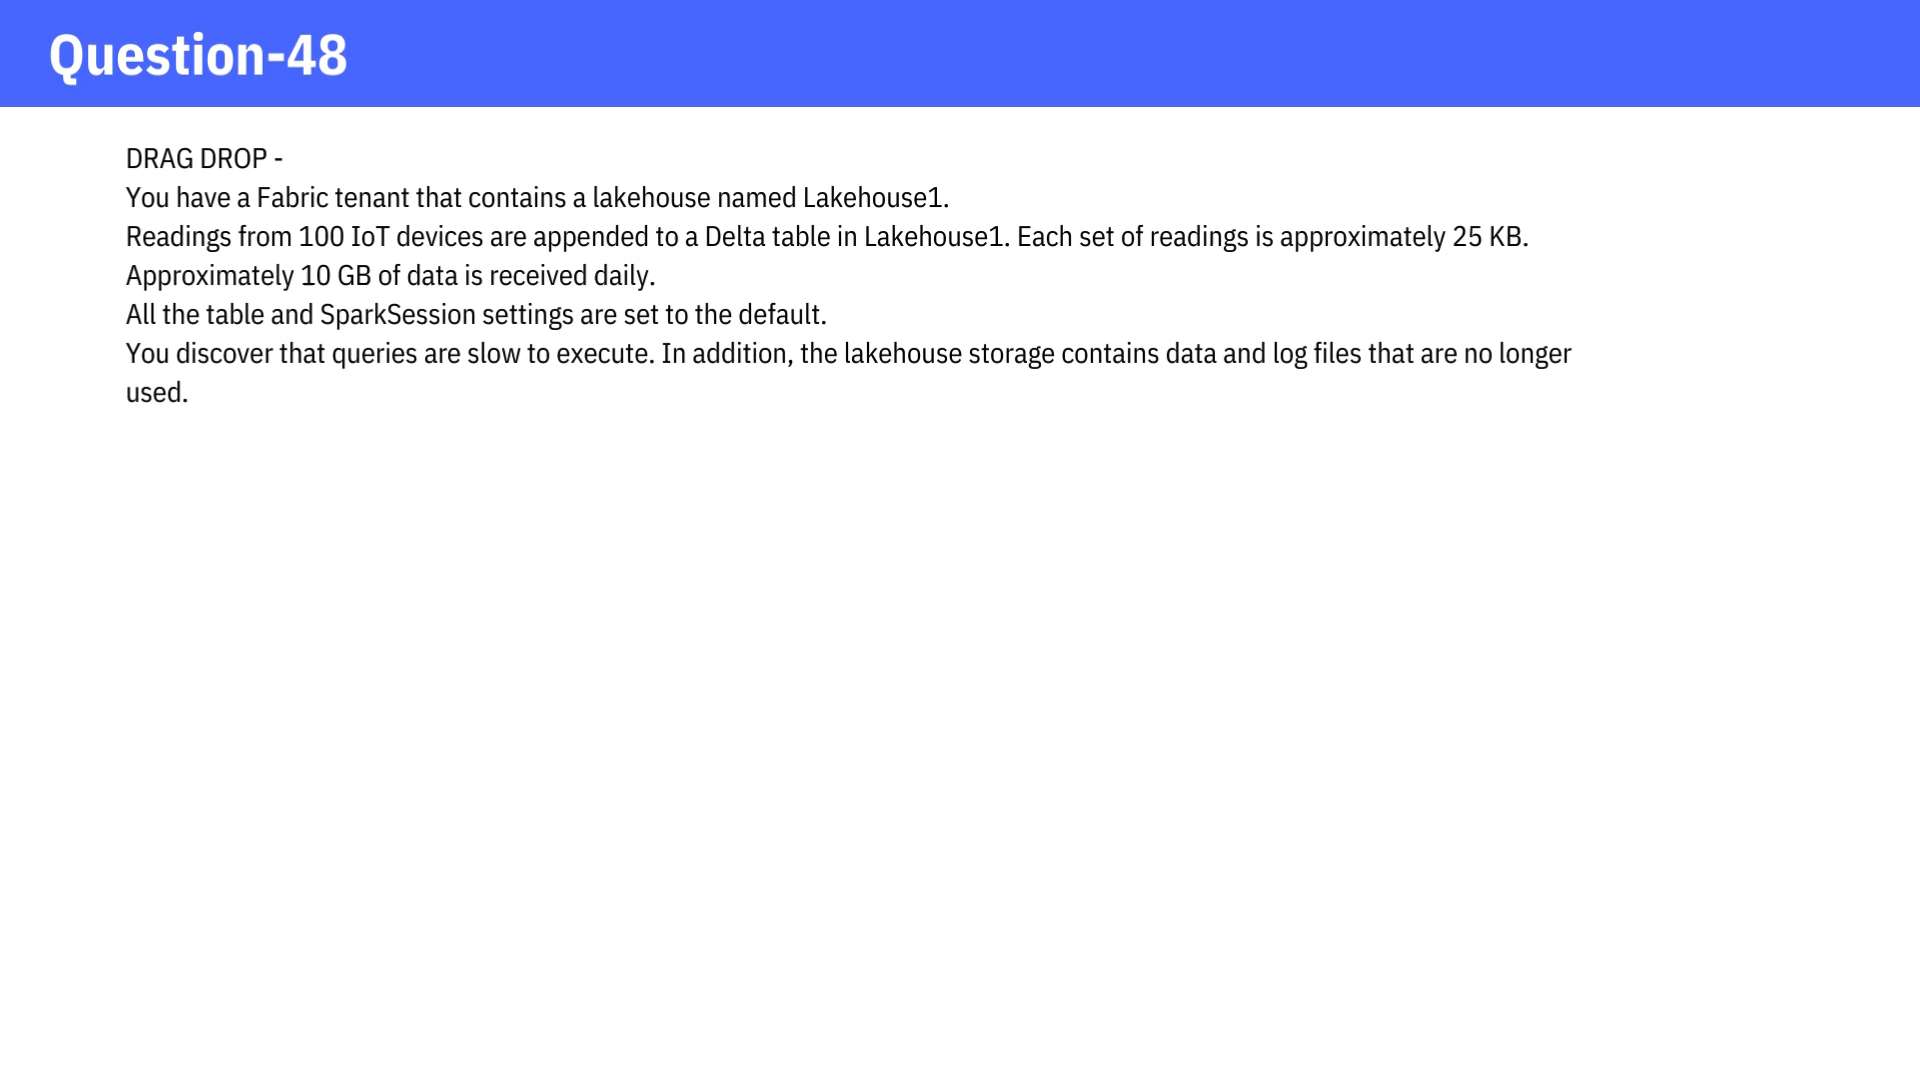 Question-48
DRAG DROP -
You have a Fabric tenant that contains a lakehouse named Lakehouse1.
Readings from 100 IoT devices are appended to a Delta table in Lakehouse1. Each set of readings is approximately 25 KB.
Approximately 10 GB of data is received daily.
All the table and SparkSession settings are set to the default.
You discover that queries are slow to execute. In addition, the lakehouse storage contains data and log files that are no longer
used.